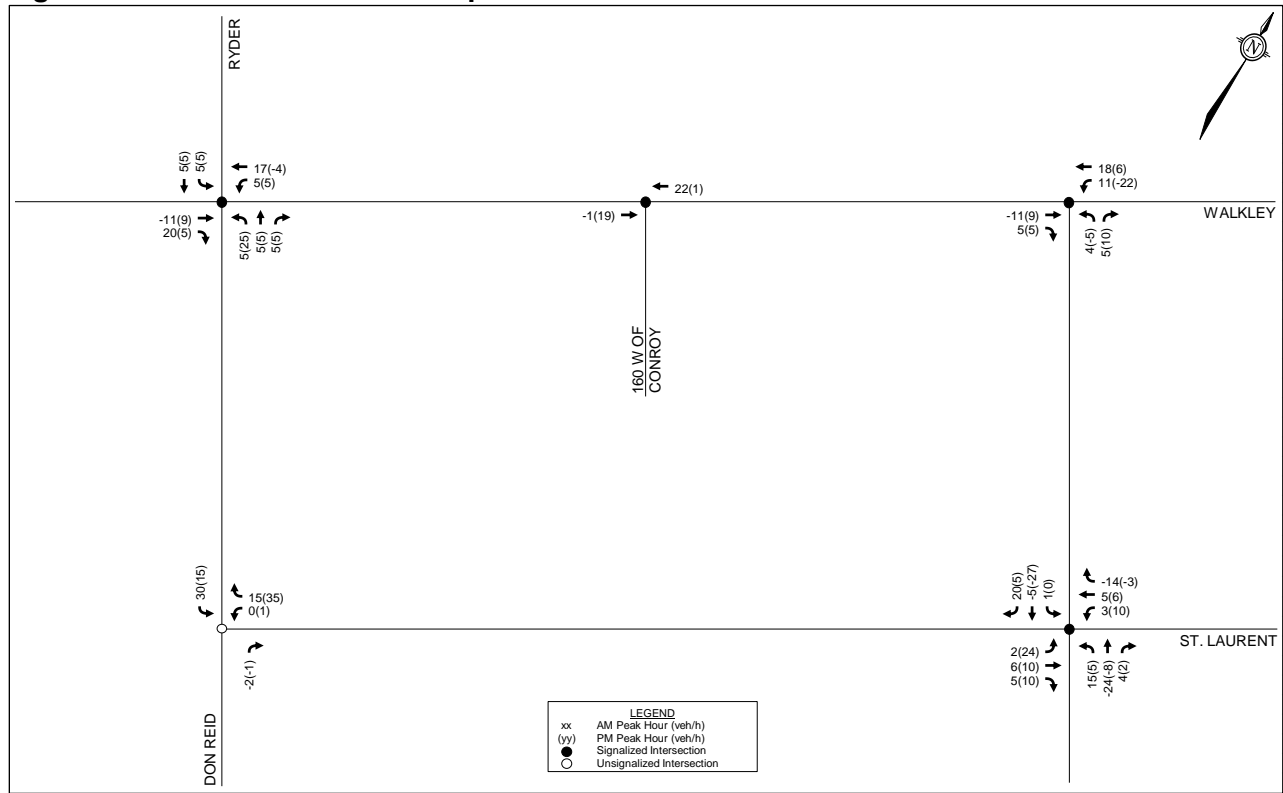 RYDER
N
5(5)
5(5)
17(-4)
5(5)
-11(9)
20(5)
5(25)
5(5)
5(5)
22(1)
-1(19)
160 W OF
CONROY
18(6)
11(-22)
-11(9)
5(5)
4(-5)
5(10)
WALKLEY
30(15)
15(35)
0(1)
-2(-1)
DON REID
20(5)
-5(-27)
1(0)
-14(-3)
5(6)
3(10)
2(24)
6(10)
5(10)
15(5)
-24(-8)
4(2)
ST. LAURENT
LEGEND
xx AM Peak Hour (veh/h)
(yy) PM Peak Hour (veh/h)
Signalized Intersection
Unsignalized Intersection